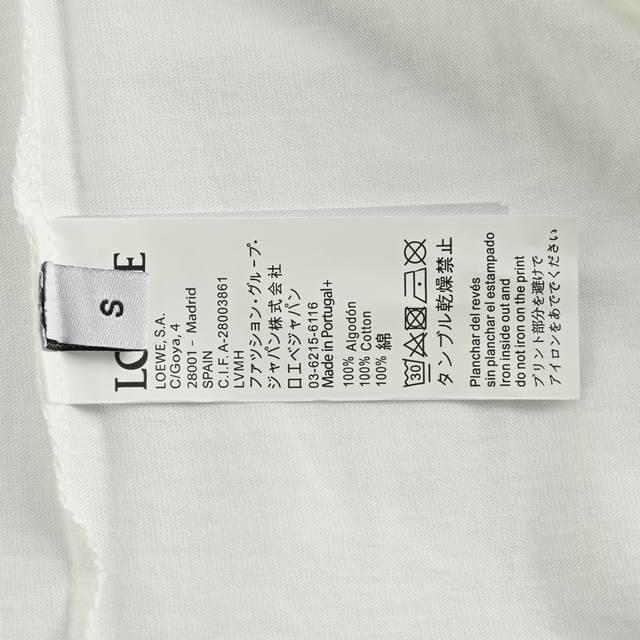 LO
E
S
LOEWE, S.A.
C/Goya, 4
28001 - Madrid
SPAIN
C.I.F. A-28003861
LVMH
ファッション・グループ・
ジャパン株式会社
ロエベジャパン
03-6215-6116
Made in Portugal+
100% Algodón
100% Cotton
100% 綿
30
タンブル乾燥禁止
Planchar del revés
sin planchar el estampado
Iron inside out and
do not iron on the print
プリント部分を避けて
アイロンをあててください